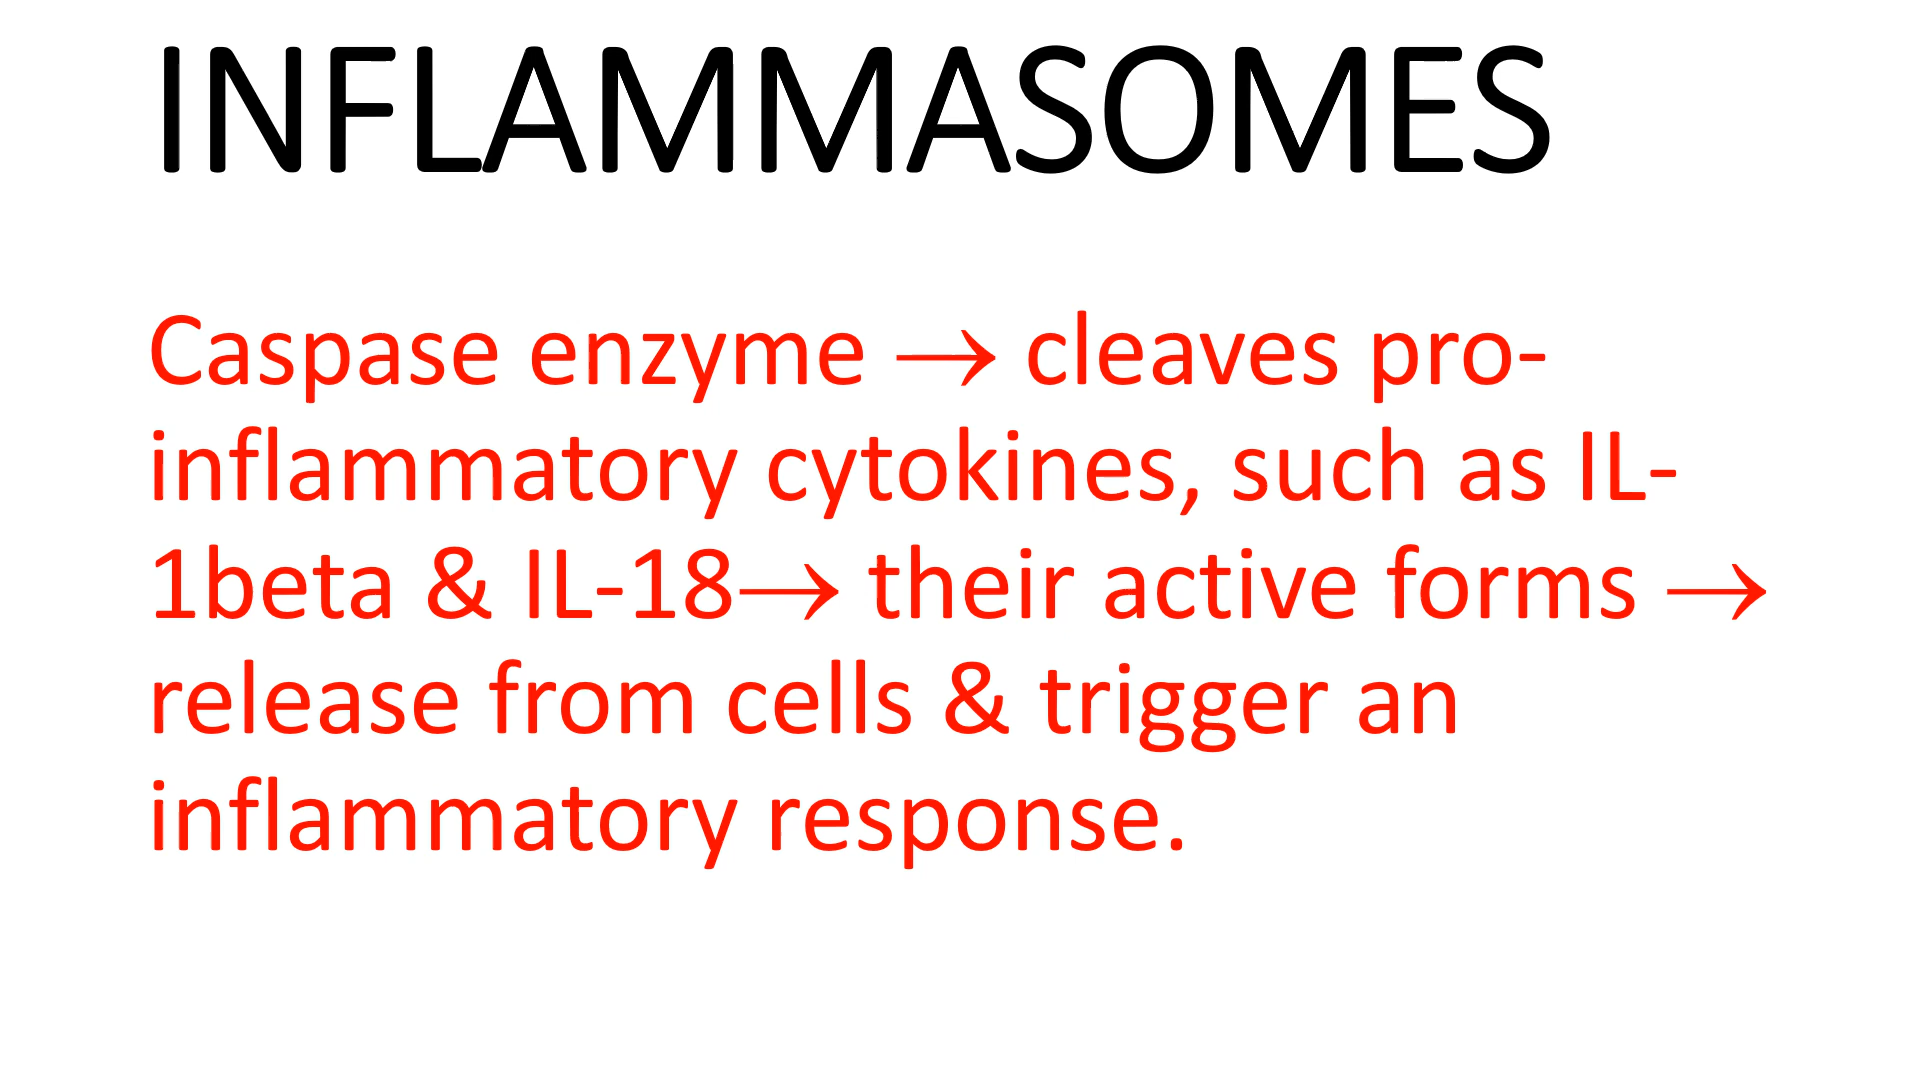 INFLAMMASOMES
Caspase enzyme → cleaves pro-
inflammatory cytokines, such as IL-
1beta & IL-18→ their active forms →
release from cells & trigger an
inflammatory response.